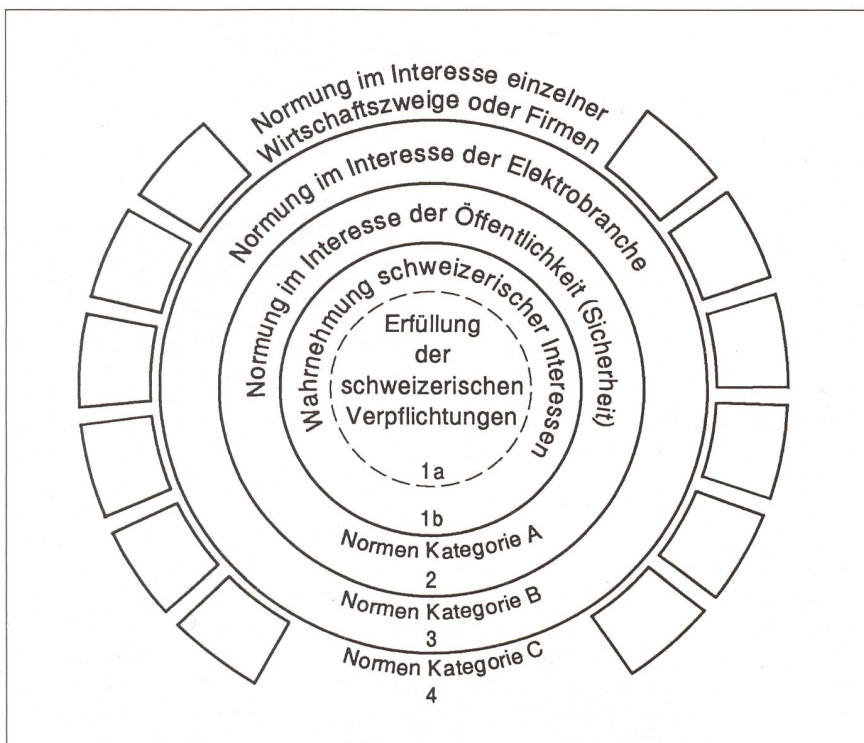 Normung im Interesse einzelner
Wirtschaftszweige oder Firmen
Normung im Interesse der Elektrobranche
Normung im Interesse der Öffentlichkeit (Sicherheit)
Wahrnehmung schweizerischer Interessen
Erfüllung
der
schweizerischen
Verpflichtungen
1a
1b
Normen Kategorie A
2
Normen Kategorie B
3
Normen Kategorie C
4